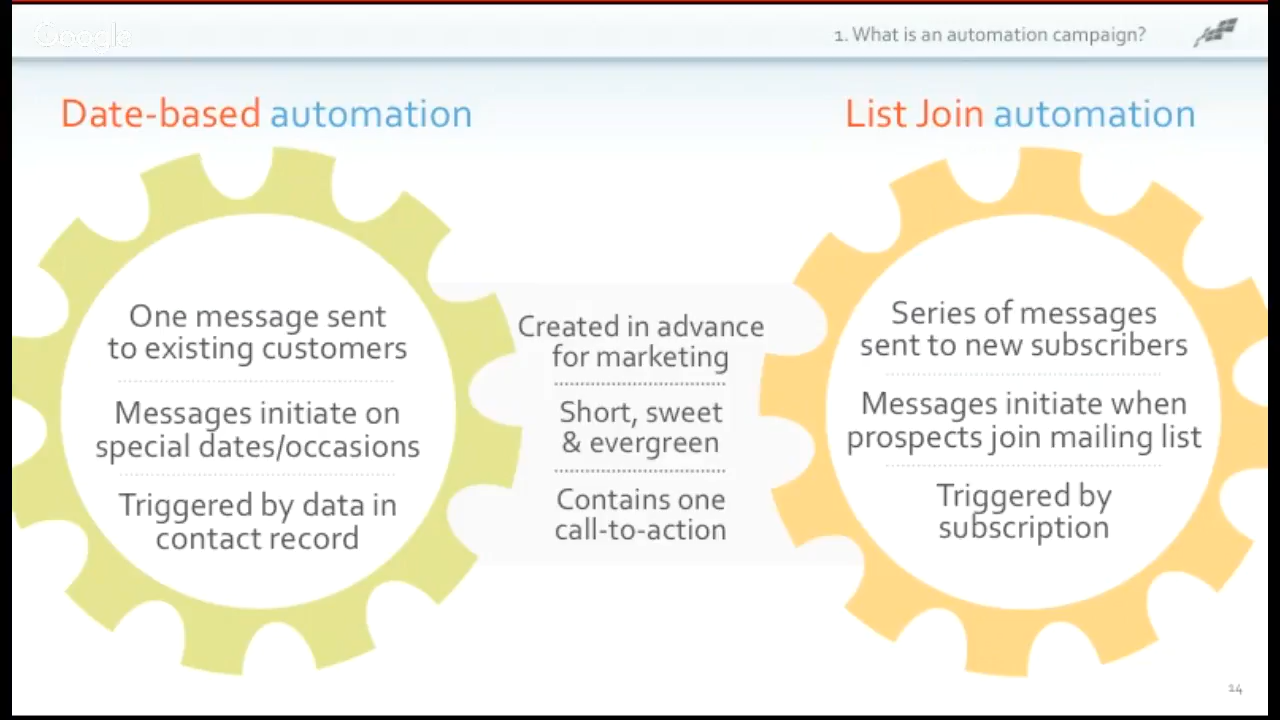 Google
1. What is an automation campaign?
Date-based automation
List Join automation
One message sent
to existing customers
Messages initiate on
special dates/occasions
Triggered by data in
contact record
Created in advance
for marketing
Short, sweet
& evergreen
Contains one
call-to-action
Series of messages
sent to new subscribers
Messages initiate when
prospects join mailing list
Triggered by
subscription
24